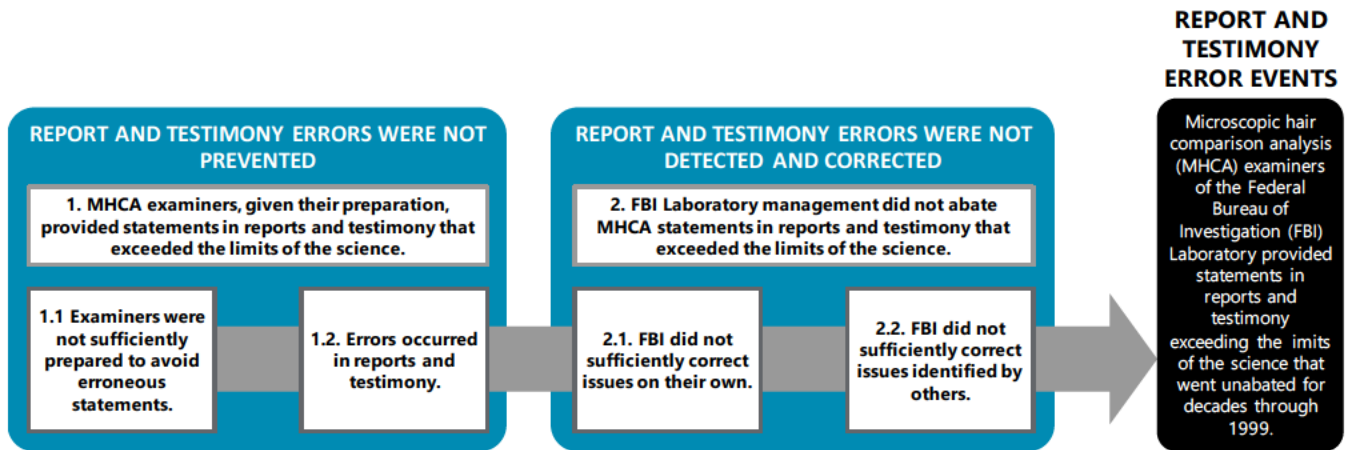 REPORT AND TESTIMONY ERRORS WERE NOT
PREVENTED
1. MHCA examiners, given their preparation,
provided statements in reports and testimony that
exceeded the limits of the science.
1.1 Examiners were
not sufficiently
prepared to avoid
erroneous
statements.
1.2. Errors occurred
in reports and
testimony.
REPORT AND TESTIMONY ERRORS WERE NOT
DETECTED AND CORRECTED
2. FBI Laboratory management did not abate
MHCA statements in reports and testimony that
exceeded the limits of the science.
2.1. FBI did not
sufficiently correct
issues on their own.
2.2. FBI did not
sufficiently correct
issues identified by
others.
REPORT AND
TESTIMONY
ERROR EVENTS
Microscopic hair
comparison analysis
(MHCA) examiners
of the Federal
Bureau of
Investigation (FBI)
Laboratory provided
statements in
reports and
testimony
exceeding the imits
of the science that
went unabated for
decades through
1999.